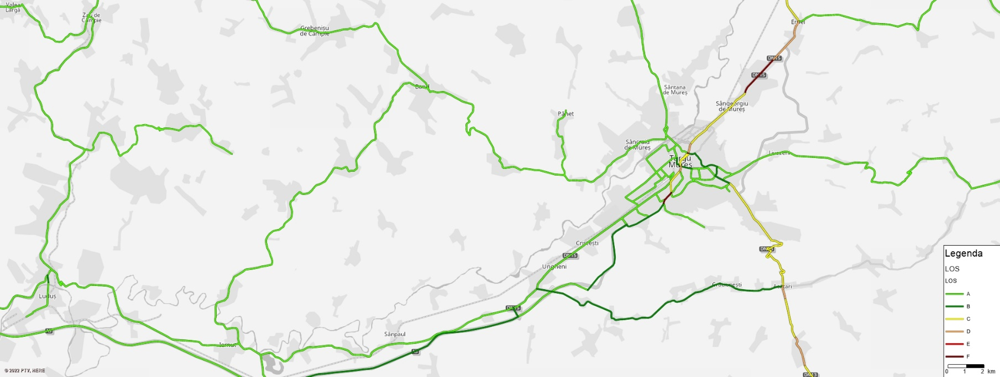 Valea
Largă
Zau de
Câmpie
Grebenișu
de Câmpie
Ernei
DN15
DN15
Band
Sântana
de Mureș
Sângeorgiu
de Mureș
Pănet
Sâncraiu
de Mureș
Livezeni
Târgu
Mureș
Cristești
DN15
Ungheni
Crăciunești
Acățari
Luduș
DN15
Sânpaul
Iernut
DN13
© 2022 PTV, HERE
Legenda
LOS
LOS
A
B
C
D
E
F
0 1 2 km